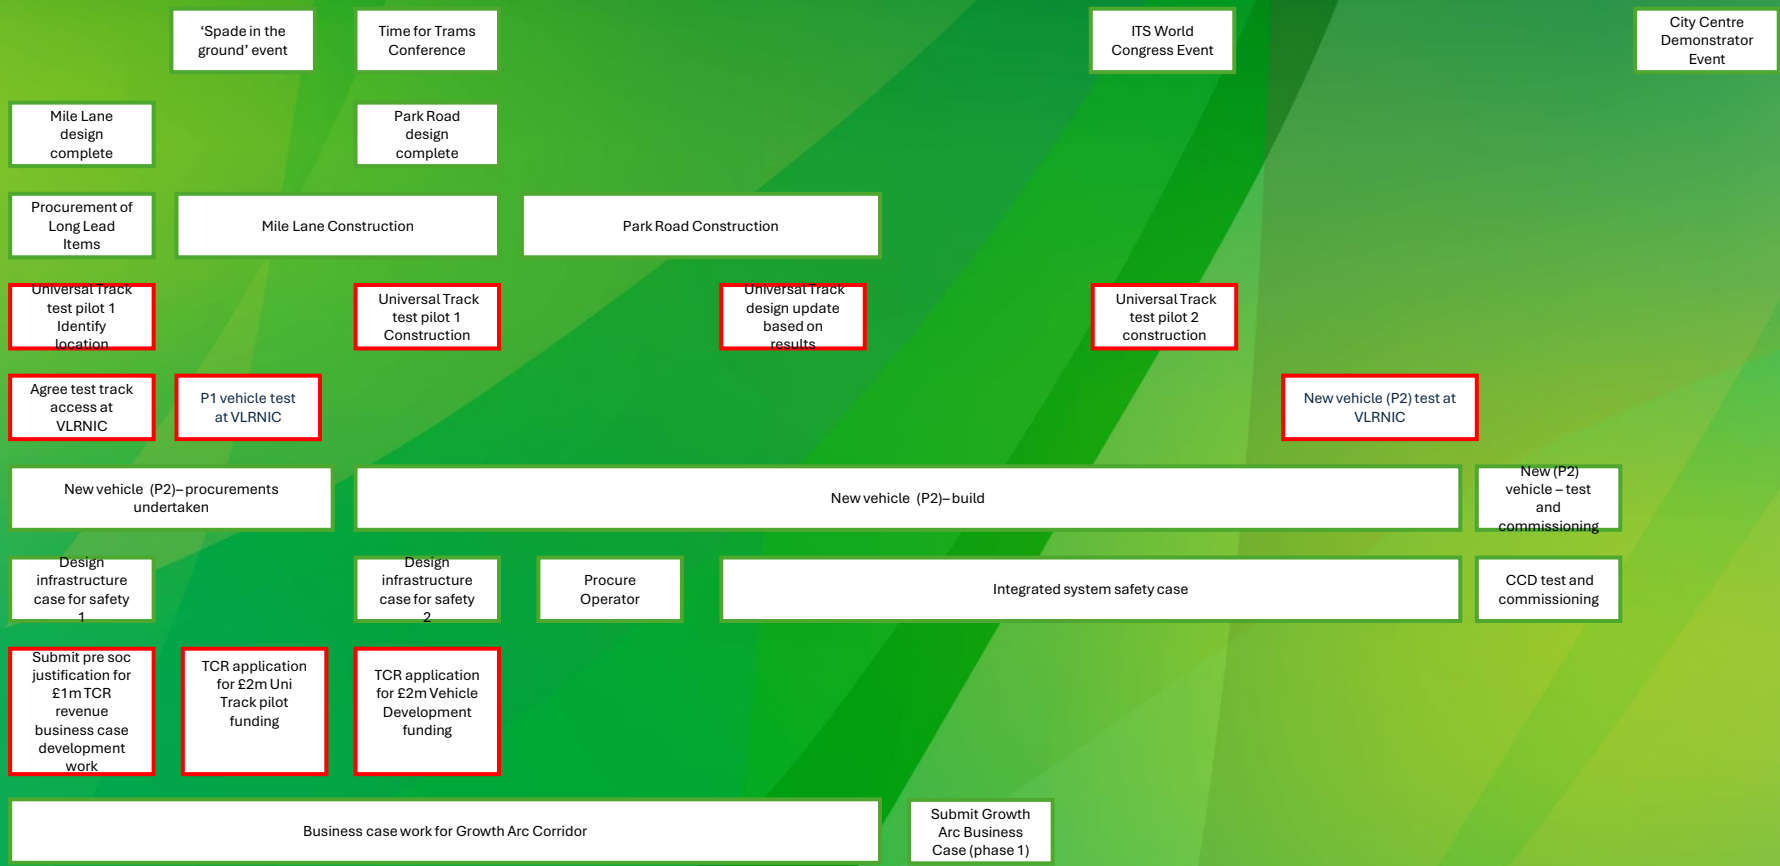 ‘Spade in the
ground’ event
Time for Trams
Conference
ITS World
Congress Event
City Centre
Demonstrator
Event
Mile Lane
design
complete
Park Road
design
complete
Procurement of
Long Lead
Items
Mile Lane Construction
Park Road Construction
Universal Track
test pilot 1
Identify
location
Universal Track
test pilot 1
Construction
Universal Track
design update
based on
results
Universal Track
test pilot 2
construction
Agree test track
access at
VLRNIC
P1 vehicle test
at VLRNIC
New vehicle (P2) test at
VLRNIC
New vehicle (P2)– procurements
undertaken
New vehicle (P2)– build
New (P2)
vehicle – test
and
commissioning
Design
infrastructure
case for safety
1
Design
infrastructure
case for safety
2
Procure
Operator
Integrated system safety case
CCD test and
commissioning
Submit pre soc
justification for
£1m TCR
revenue
business case
development
work
TCR application
for £2m Uni
Track pilot
funding
TCR application
for £2m Vehicle
Development
funding
Business case work for Growth Arc Corridor
Submit Growth
Arc Business
Case (phase 1)